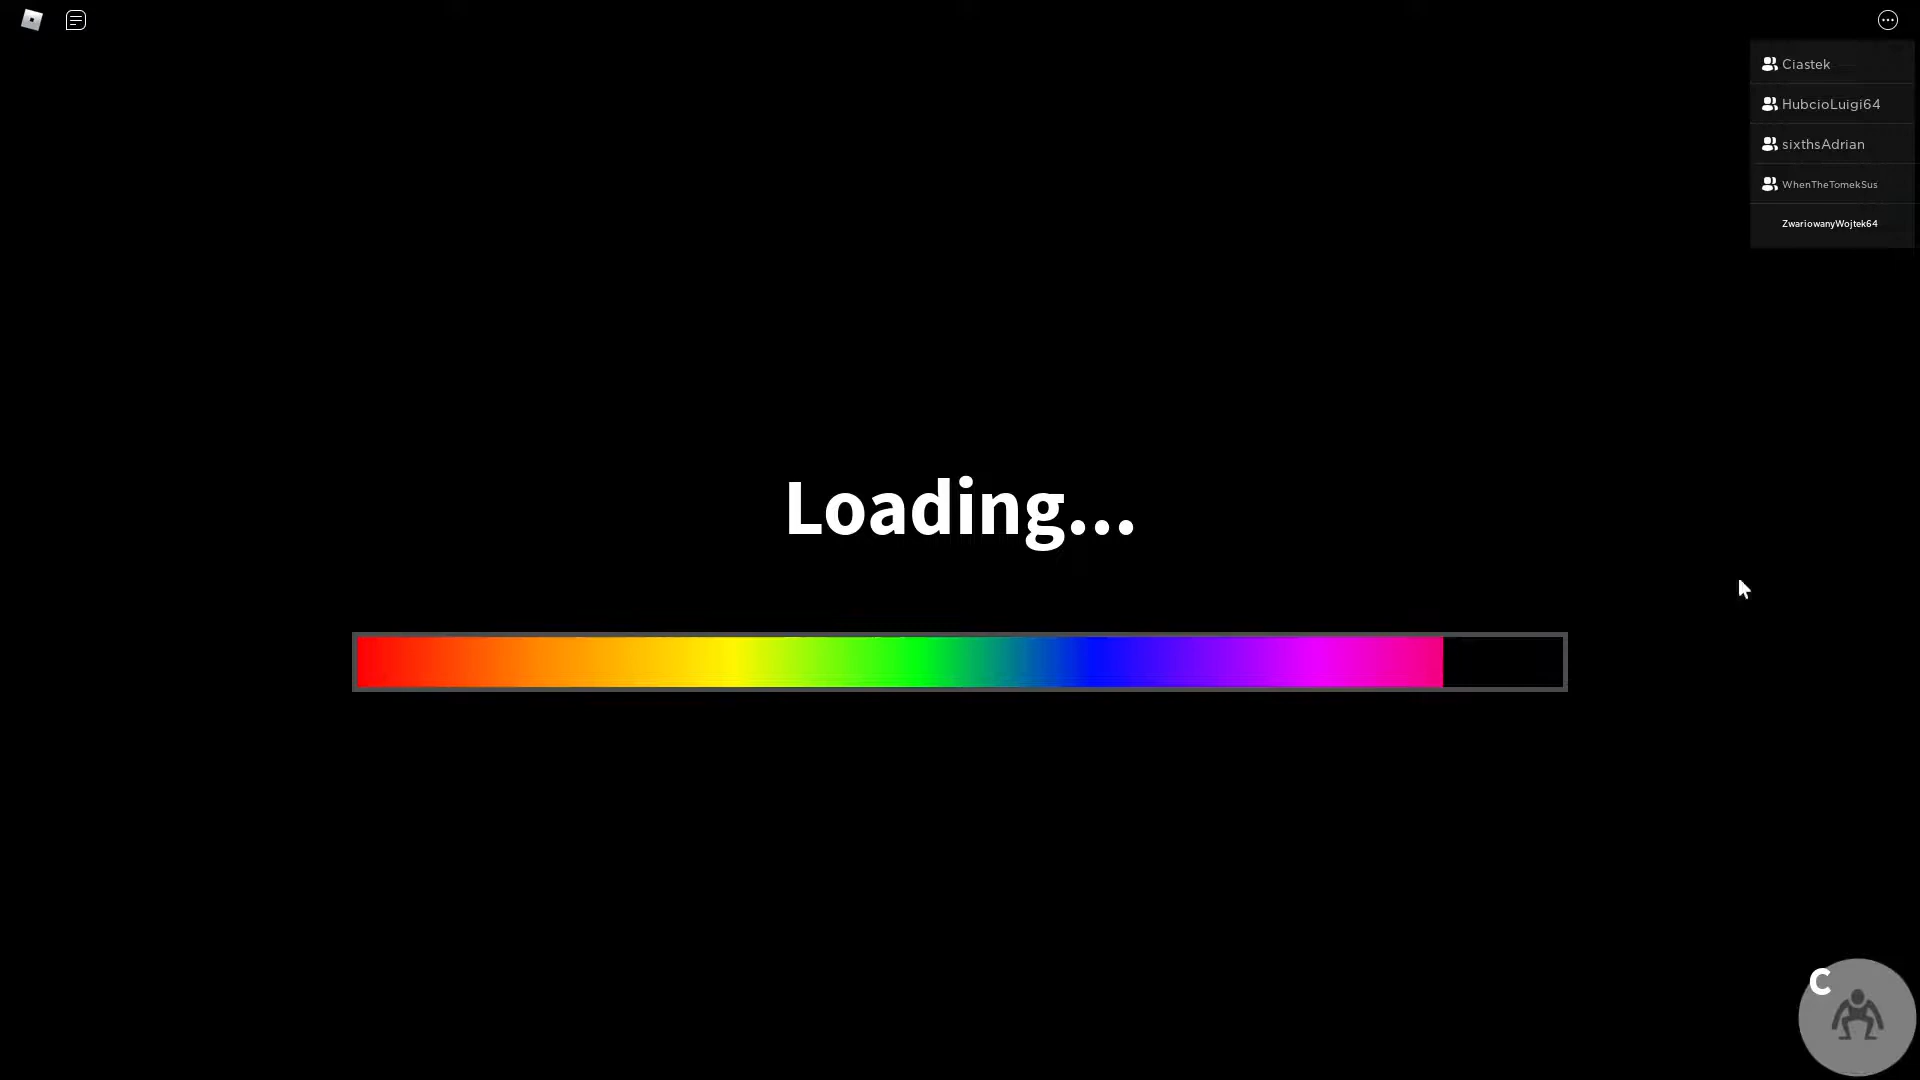 Ciastek
HubcioLuigi64
sixthsAdrian
WhenTheTomekSus
ZwariowanyWojtek64
Loading...
C